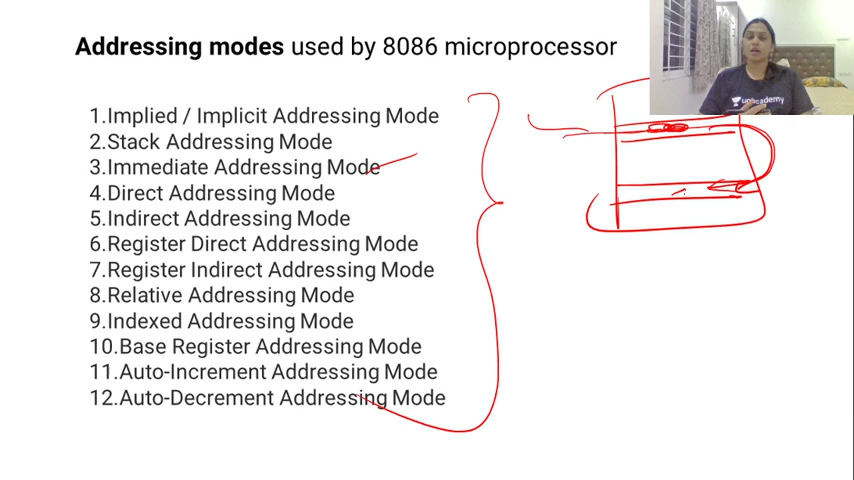 Addressing modes used by 8086 microprocessor
1.Implied / Implicit Addressing Mode
2.Stack Addressing Mode
3.Immediate Addressing Mode
4.Direct Addressing Mode
5.Indirect Addressing Mode
6.Register Direct Addressing Mode
7.Register Indirect Addressing Mode
8.Relative Addressing Mode
9.Indexed Addressing Mode
10.Base Register Addressing Mode
11.Auto-Increment Addressing Mode
12.Auto-Decrement Addressing Mode
unacademy